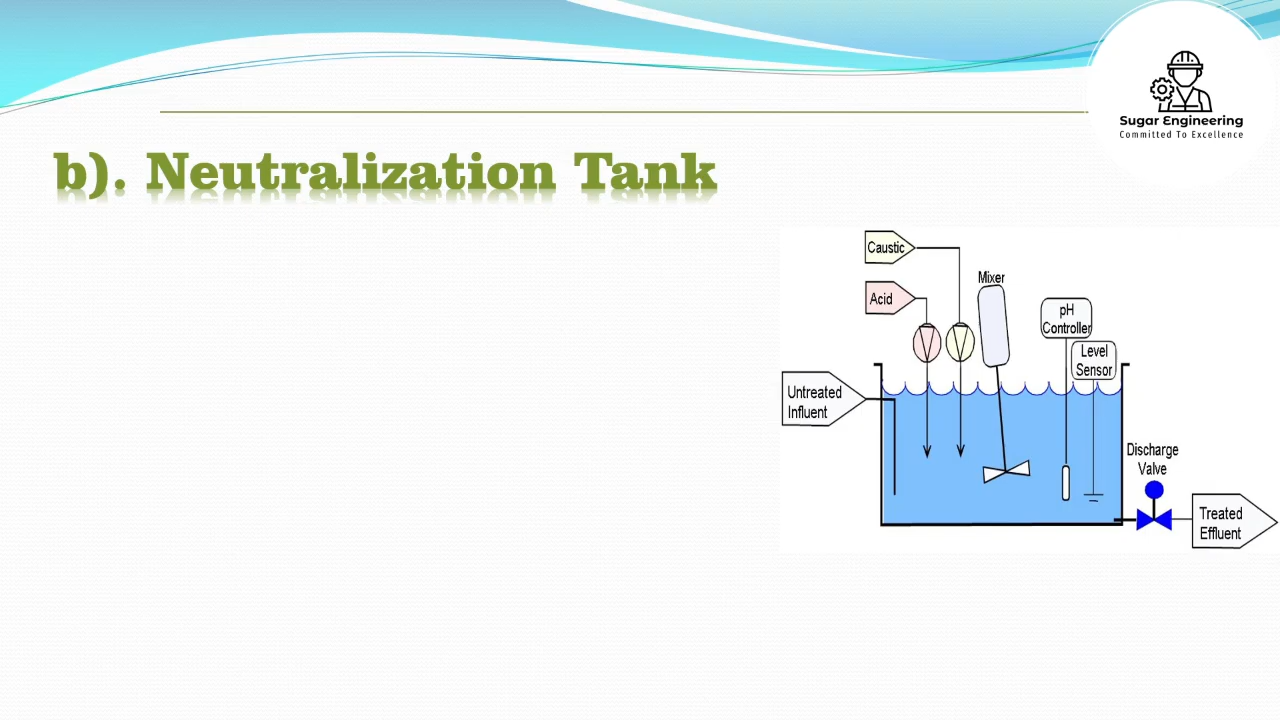 Sugar Engineering
Committed To Excellence
b). Neutralization Tank
Caustic
Acid
Mixer
pH
Controller
Level
Sensor
Untreated
Influent
Discharge
Valve
Treated
Effluent